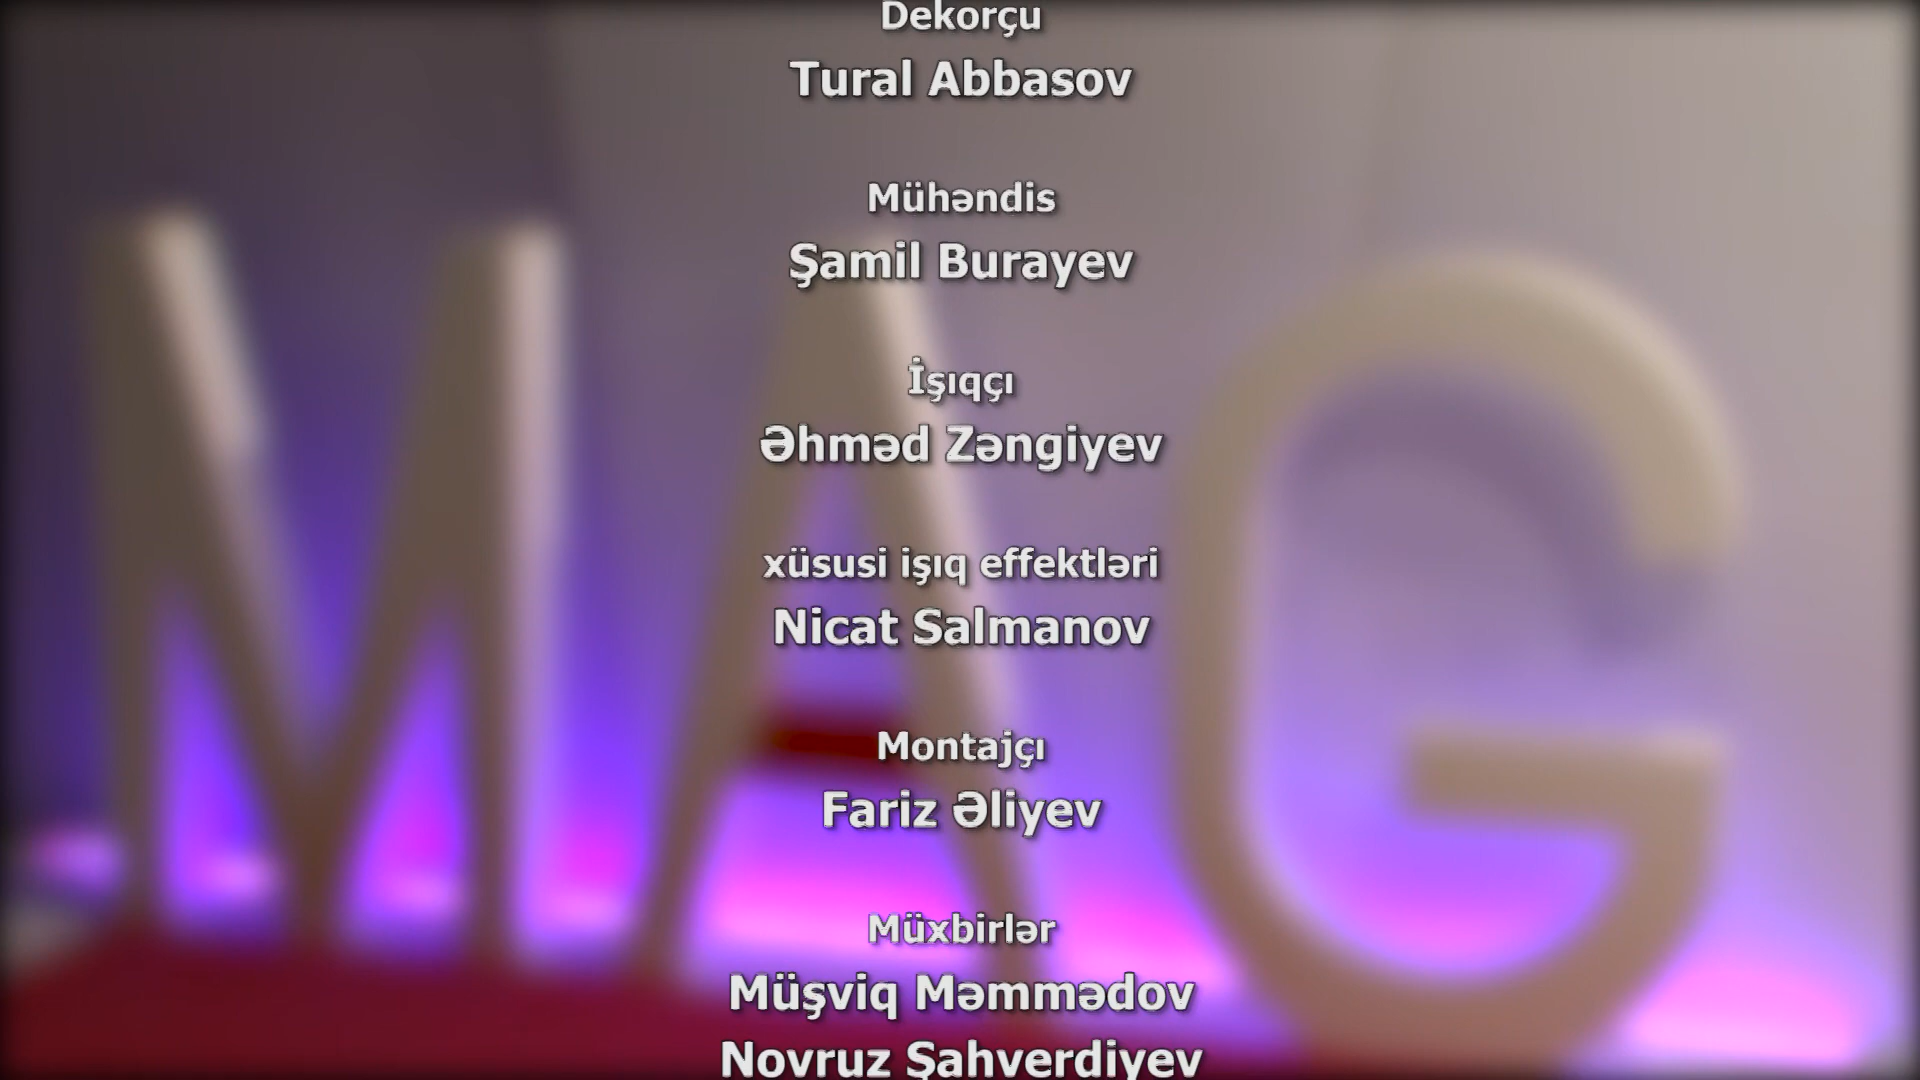 Dekorçu
Tural Abbasov
Mühəndis
Şamil Burayev
İşıqçı
Əhməd Zəngiyev
xüsusi işıq effektləri
Nicat Salmanov
Montajçı
Fariz Əliyev
Müxbirlər
Müşviq Məmmədov
Novruz Şahverdiyev
MAG